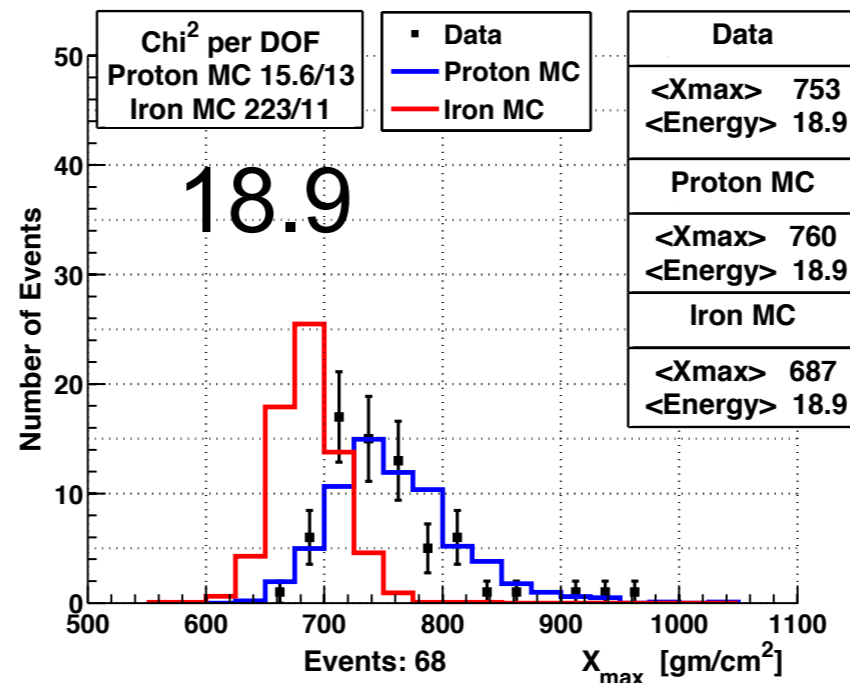 Chi² per DOF
Proton MC 15.6/13
Iron MC 223/11
Data
Proton MC
Iron MC
Data
<Xmax> 753
<Energy> 18.9
Proton MC
<Xmax> 760
<Energy> 18.9
Iron MC
<Xmax> 687
<Energy> 18.9
18.9
Number of Events
50
40
30
20
10
0
500 600 700 800 900 1000 1100
Events: 68
X_max [gm/cm²]